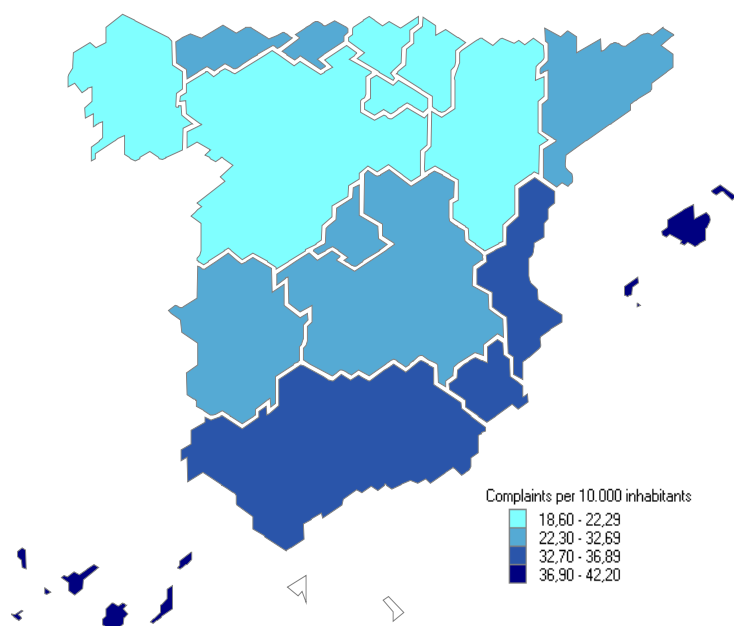 Complaints per 10.000 inhabitants
18,60 - 22,29
22,30 - 32,69
32,70 - 36,89
36,90 - 42,20